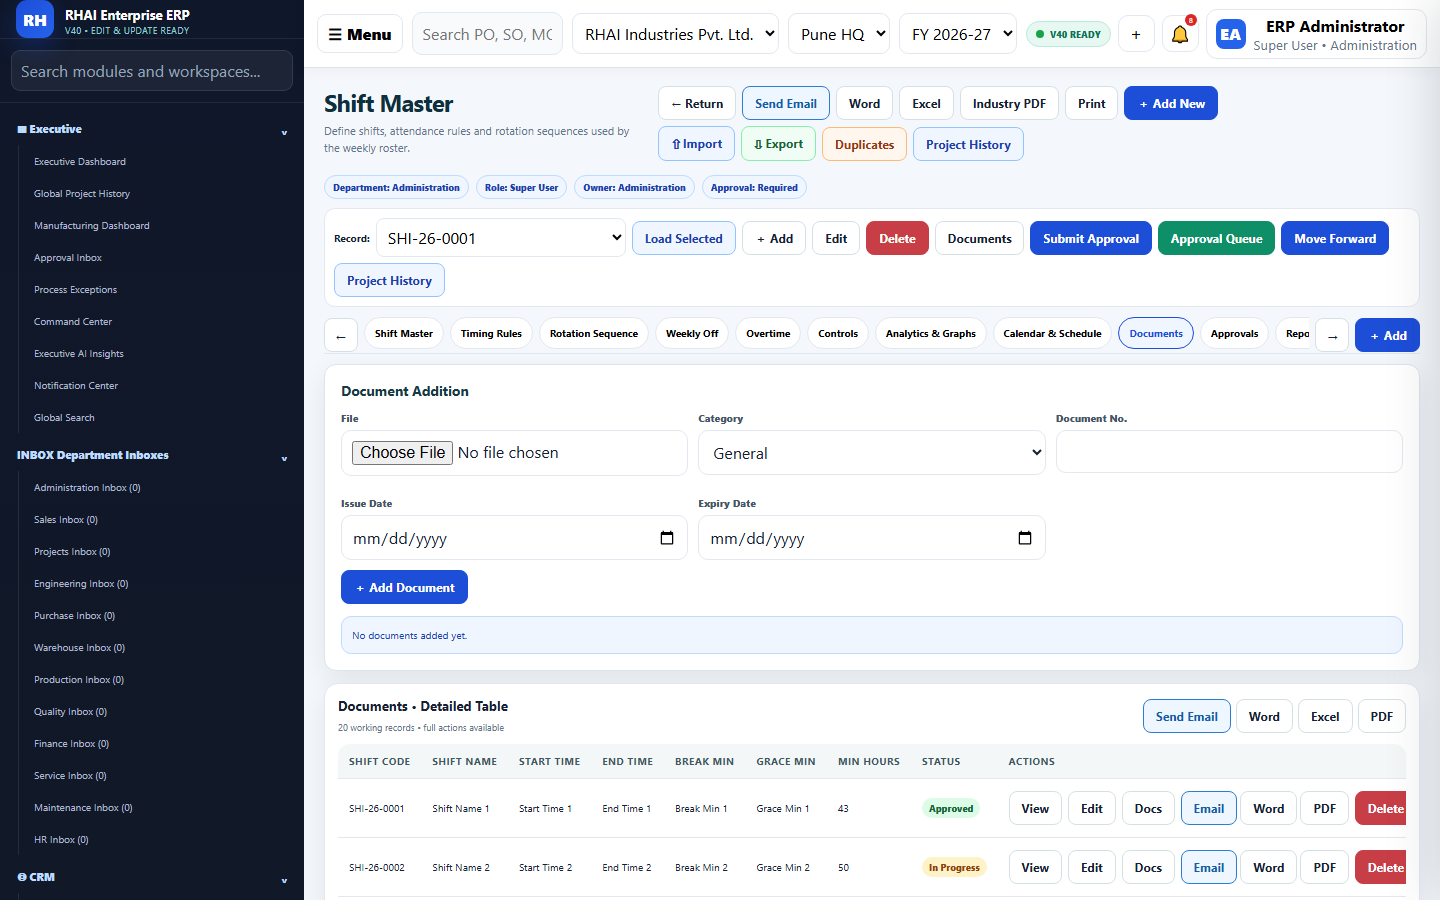 RH
RHAI Enterprise ERP
V40 • EDIT & UPDATE READY
Search modules and workspaces...
Executive
Executive Dashboard
Global Project History
Manufacturing Dashboard
Approval Inbox
Process Exceptions
Command Center
Executive AI Insights
Notification Center
Global Search
INBOX Department Inboxes
Administration Inbox (0)
Sales Inbox (0)
Projects Inbox (0)
Engineering Inbox (0)
Purchase Inbox (0)
Warehouse Inbox (0)
Production Inbox (0)
Quality Inbox (0)
Finance Inbox (0)
Service Inbox (0)
Maintenance Inbox (0)
HR Inbox (0)
CRM
☰ Menu
Search PO, SO, MO
RHAI Industries Pvt. Ltd.
Pune HQ
FY 2026-27
V40 READY
+
8
EA
ERP Administrator
Super User • Administration
Shift Master
Define shifts, attendance rules and rotation sequences used by
the weekly roster.
← Return
Send Email
Word
Excel
Industry PDF
Print
+ Add New
⇧ Import
⇩ Export
Duplicates
Project History
Department: Administration
Role: Super User
Owner: Administration
Approval: Required
Record:
SHI-26-0001
Load Selected
+ Add
Edit
Delete
Documents
Submit Approval
Approval Queue
Move Forward
Project History
←
Shift Master
Timing Rules
Rotation Sequence
Weekly Off
Overtime
Controls
Analytics & Graphs
Calendar & Schedule
Documents
Approvals
Repo
→
+ Add
Document Addition
File
Category
Document No.
Choose File No file chosen
General
Issue Date
Expiry Date
mm/dd/yyyy
mm/dd/yyyy
+ Add Document
No documents added yet.
Documents • Detailed Table
20 working records • full actions available
Send Email
Word
Excel
PDF
SHIFT CODE SHIFT NAME START TIME END TIME BREAK MIN GRACE MIN MIN HOURS STATUS ACTIONS
SHI-26-0001 Shift Name 1 Start Time 1 End Time 1 Break Min 1 Grace Min 1 43 Approved View Edit Docs Email Word PDF Delete
SHI-26-0002 Shift Name 2 Start Time 2 End Time 2 Break Min 2 Grace Min 2 50 In Progress View Edit Docs Email Word PDF Delete